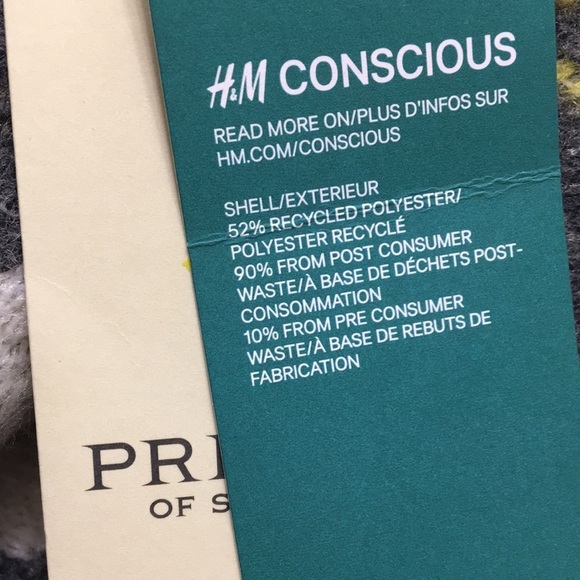 H&M CONSCIOUS
READ MORE ON/PLUS D'INFOS SUR
HM.COM/CONSCIOUS
SHELL/EXTERIEUR
52% RECYCLED POLYESTER/
POLYESTER RECYCLÉ
90% FROM POST CONSUMER
WASTE/À BASE DE DÉCHETS POST-
CONSOMMATION
10% FROM PRE CONSUMER
WASTE/À BASE DE REBUTS DE
FABRICATION
OF